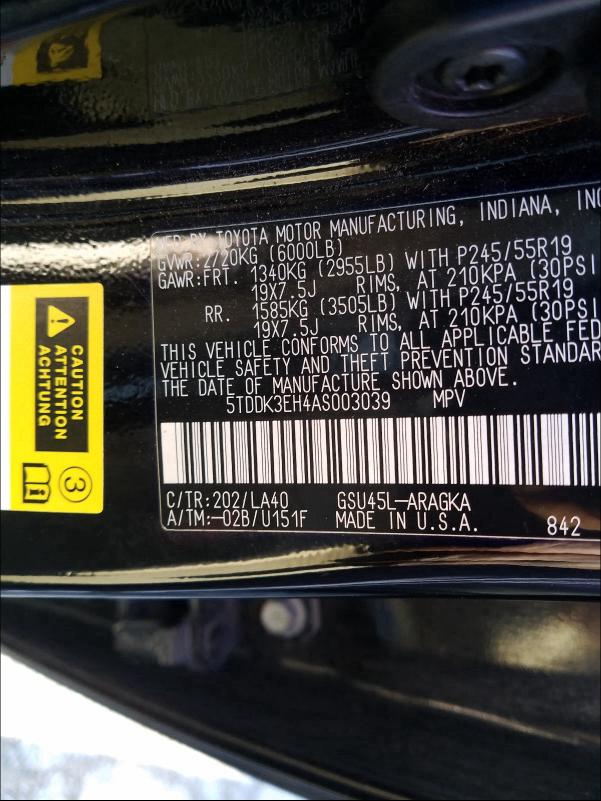 MFD BY TOYOTA MOTOR MANUFACTURING, INDIANA, INC
GVWR:2720KG (6000LB)
GAWR:FRT. 1340KG (2955LB) WITH P245/55R19
19X7.5J RIMS, AT 210KPA (30PSI
RR. 1585KG (3505LB) WITH P245/55R19
19X7.5J RIMS, AT 210KPA (30PSI
THIS VEHICLE CONFORMS TO ALL APPLICABLE FED
VEHICLE SAFETY AND THEFT PREVENTION STANDAR
THE DATE OF MANUFACTURE SHOWN ABOVE.
5TDDK3EH4AS003039 MPV
C/TR:202/LA40 GSU45L-ARAGKA
A/TM:-02B/U151F MADE IN U.S.A. 842
CAUTION
ATTENTION
ACHTUNG
3